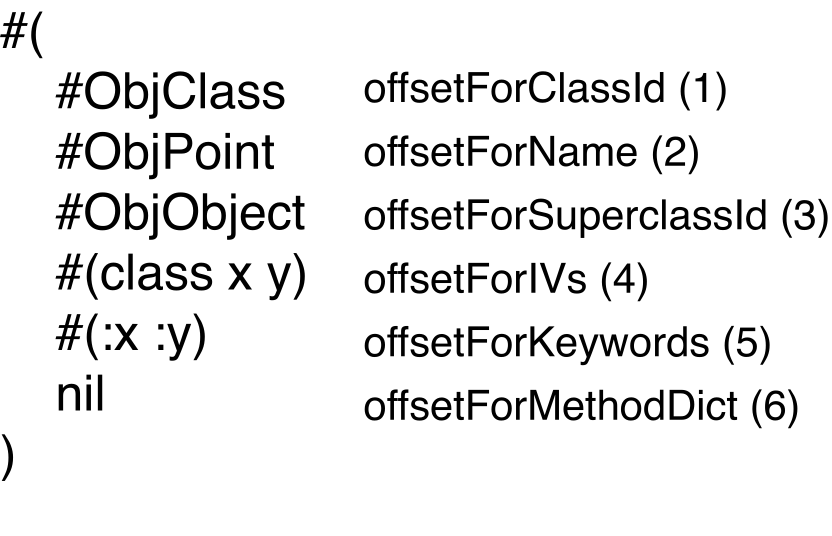 #(
#ObjClass offsetForClassId (1)
#ObjPoint offsetForName (2)
#ObjObject offsetForSuperclassId (3)
#(class x y) offsetForIVs (4)
#(:x :y) offsetForKeywords (5)
nil offsetForMethodDict (6)
)